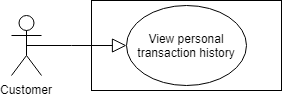 View personal
transaction history
Customer